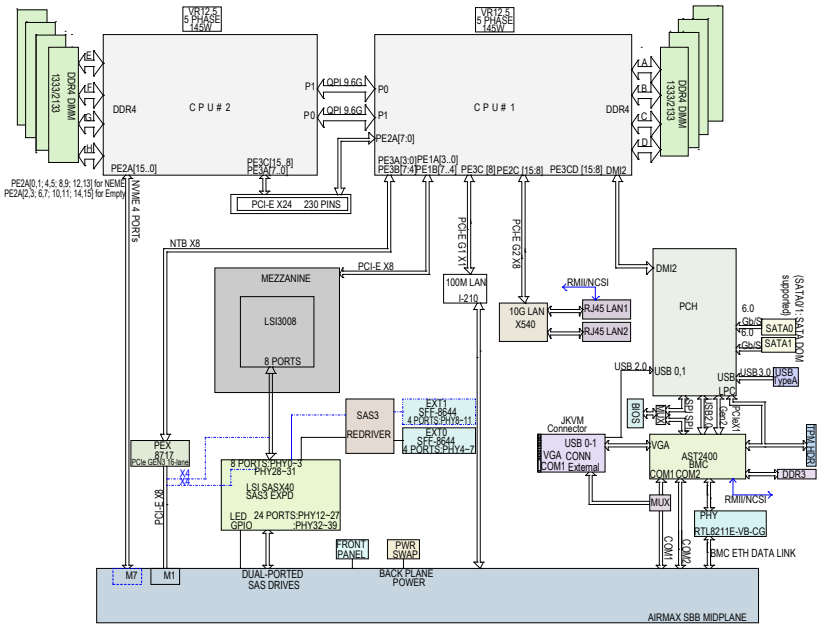 VR12.5
5 PHASE
145W
VR12.5
5 PHASE
145W
DDR4 DIMM
1333/2133
E
F
G
H
DDR4
CPU#2
P1
P0
QPI 9.6G
QPI 9.6G
P0
P1
CPU#1
DDR4
A
B
C
D
DDR4 DIMM
1333/2133
PE2A[7:0]
PE2A[15..0]
PE3C[15..8]
PE3A[7..0]
PE3A[3:0]
PE3B[7:4]
PE1A[3..0]
PE1B[7..4]
PE3C [8]
PE2C [15:8]
PE3CD [15:8]
DMI2
PE2A[0,1; 4,5; 8,9; 12,13] for NEME
PE2A[2,3; 6,7; 10,11; 14,15] for Empty
NVME 4 PORTs
PCI-E X24 230 PINS
NTB X8
PCI-E X8
PCI-E G1 X1
PCI-E G2 X8
MEZZANINE
LSI3008
8 PORTS
100M LAN
I-210
10G LAN
X540
RMII/NCSI
RJ45 LAN1
RJ45 LAN2
DMI2
PCH
(SATA0/1: SATA DOM
supported)
6.0
Gb/S
SATA0
6.0
Gb/S
SATA1
USB 2.0
USB 0,1
USB
USB3.0
USB
TypeA
LPC
BIOS
MUX
SPI
SPI
USB2.0
Gen2
PCIeX1
TPM HDR
PEX
8717
PCIe GEN3 16-lane
X4
X4
PCI-E X8
SAS3
REDRIVER
EXT1
SFF-8644
4 PORTS:PHY8~11
EXT0
SFF-8644
4 PORTS:PHY4~7
8 PORTS:PHY0~3
PHY28~31
LSI SASX40
SAS3 EXPD
LED
GPIO
24 PORTS:PHY12~27
:PHY32~39
JKVM
Connector
USB 0-1
VGA CONN
COM1 External
VGA
AST2400
BMC
COM1 COM2
DDR3
RMII/NCSI
MUX
PHY
RTL8211E-VB-CG
COM1
COM2
BMC ETH DATA LINK
FRONT
PANEL
PWR
SWAP
M7
M1
DUAL-PORTED
SAS DRIVES
BACK PLANE
POWER
AIRMAX SBB MIDPLANE